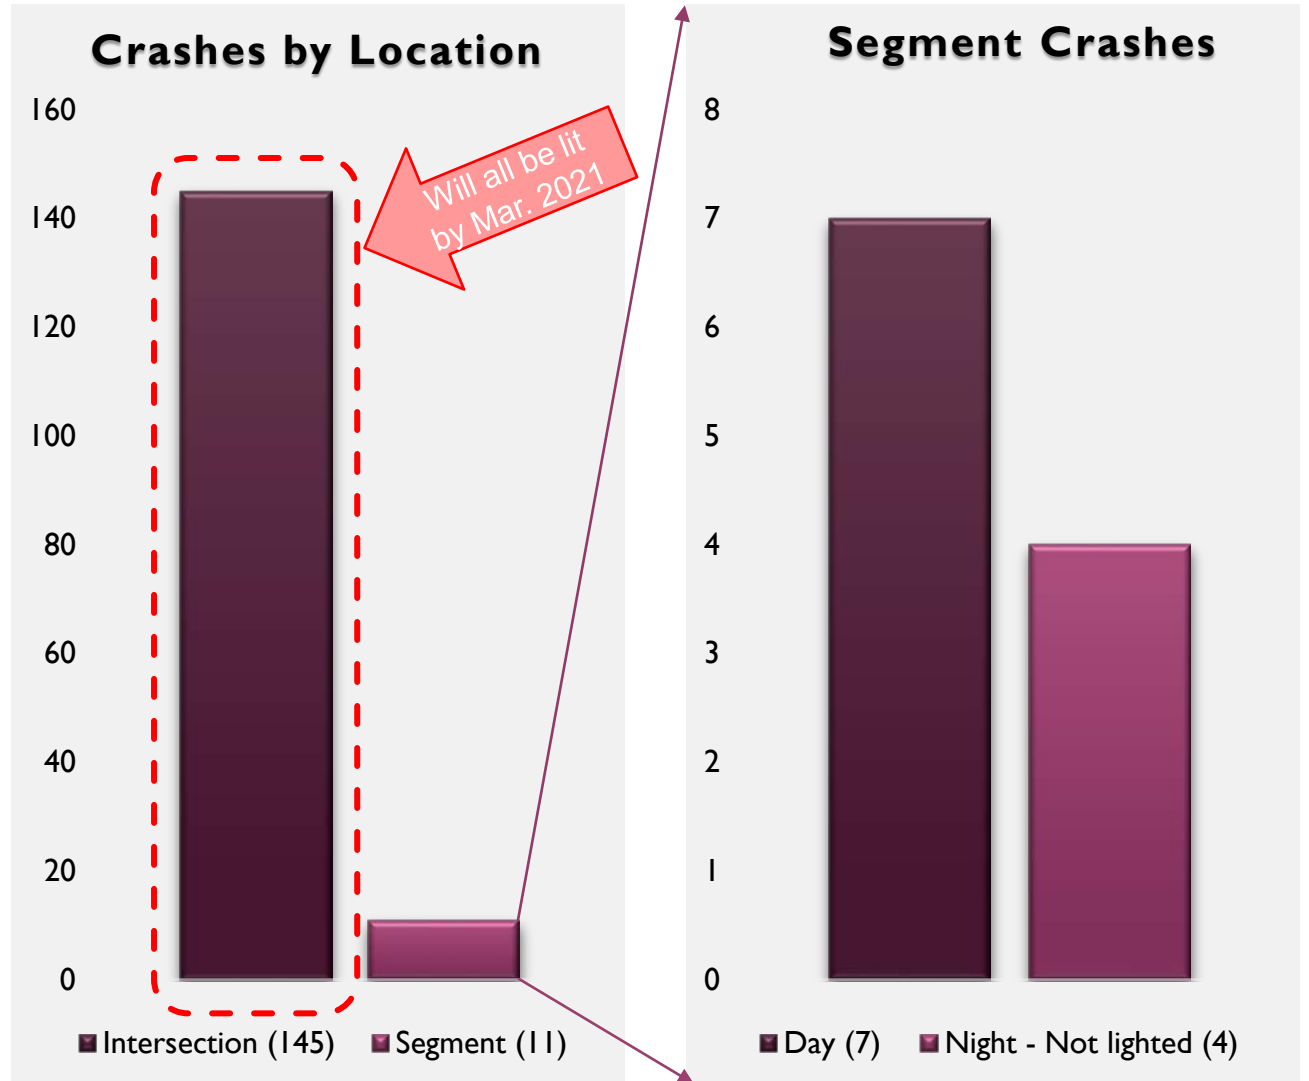 Crashes by Location
160
140
120
100
80
60
40
20
0
Will all be lit
by Mar. 2021
Intersection (145)
Segment (11)
Segment Crashes
8
7
6
5
4
3
2
1
0
Day (7)
Night - Not lighted (4)